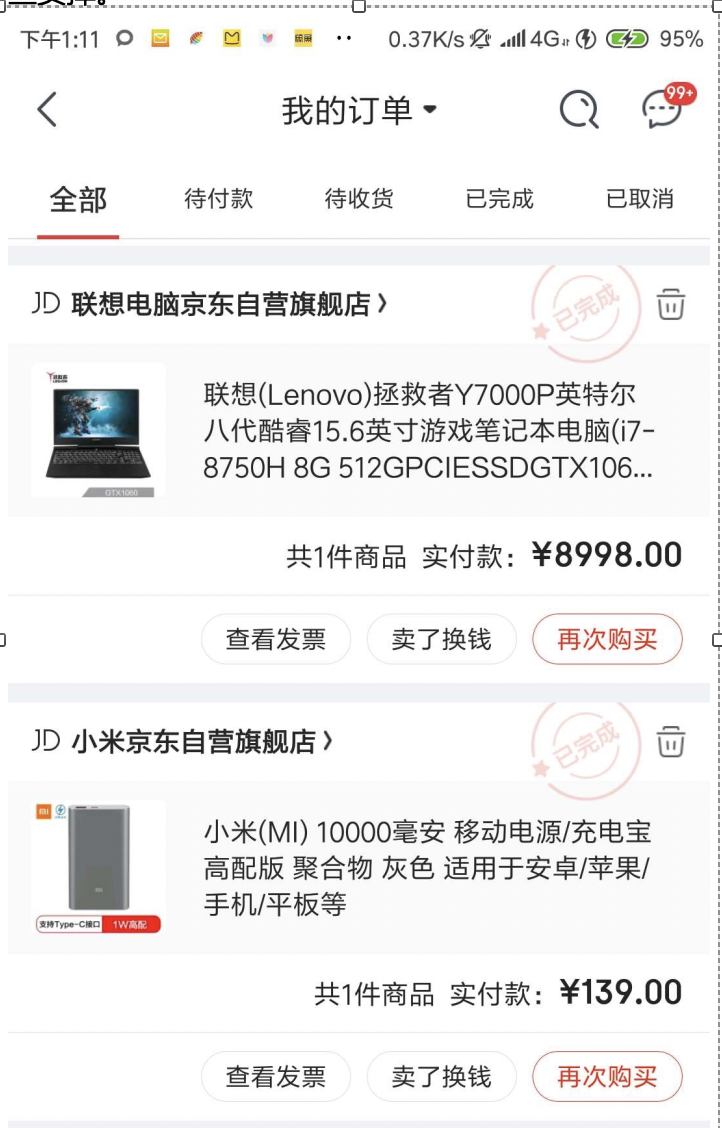 下午1:11 0.37K/s 4G 95%
我的订单
99+
全部 待付款 待收货 已完成 已取消
JD 联想电脑京东自营旗舰店 >
已完成
联想(Lenovo)拯救者Y7000P英特尔
八代酷睿15.6英寸游戏笔记本电脑(i7-
8750H 8G 512GPCIESSDGTX106...
LEGION
GTX1060
共1件商品 实付款: ¥8998.00
查看发票 卖了换钱 再次购买
JD 小米京东自营旗舰店 >
已完成
小米(MI) 10000毫安 移动电源/充电宝
高配版 聚合物 灰色 适用于安卓/苹果/
手机/平板等
支持Type-C接口 1W高配
共1件商品 实付款: ¥139.00
查看发票 卖了换钱 再次购买